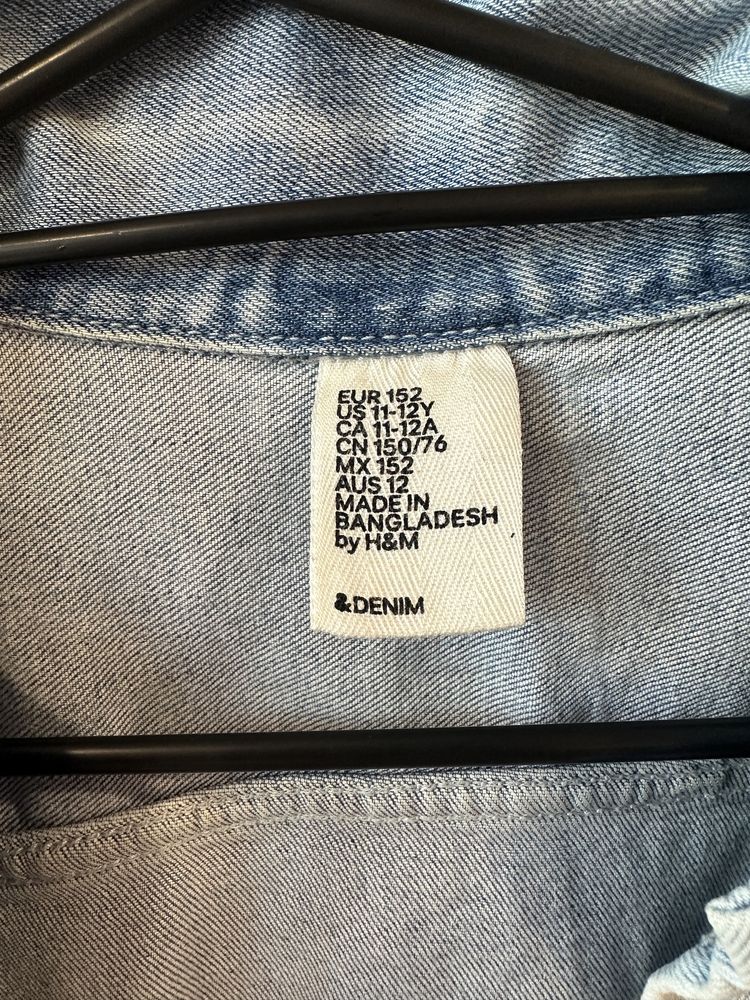 EUR 152
US 11-12Y
CA 11-12A
CN 150/76
MX 152
AUS 12
MADE IN
BANGLADESH
by H&M
&DENIM